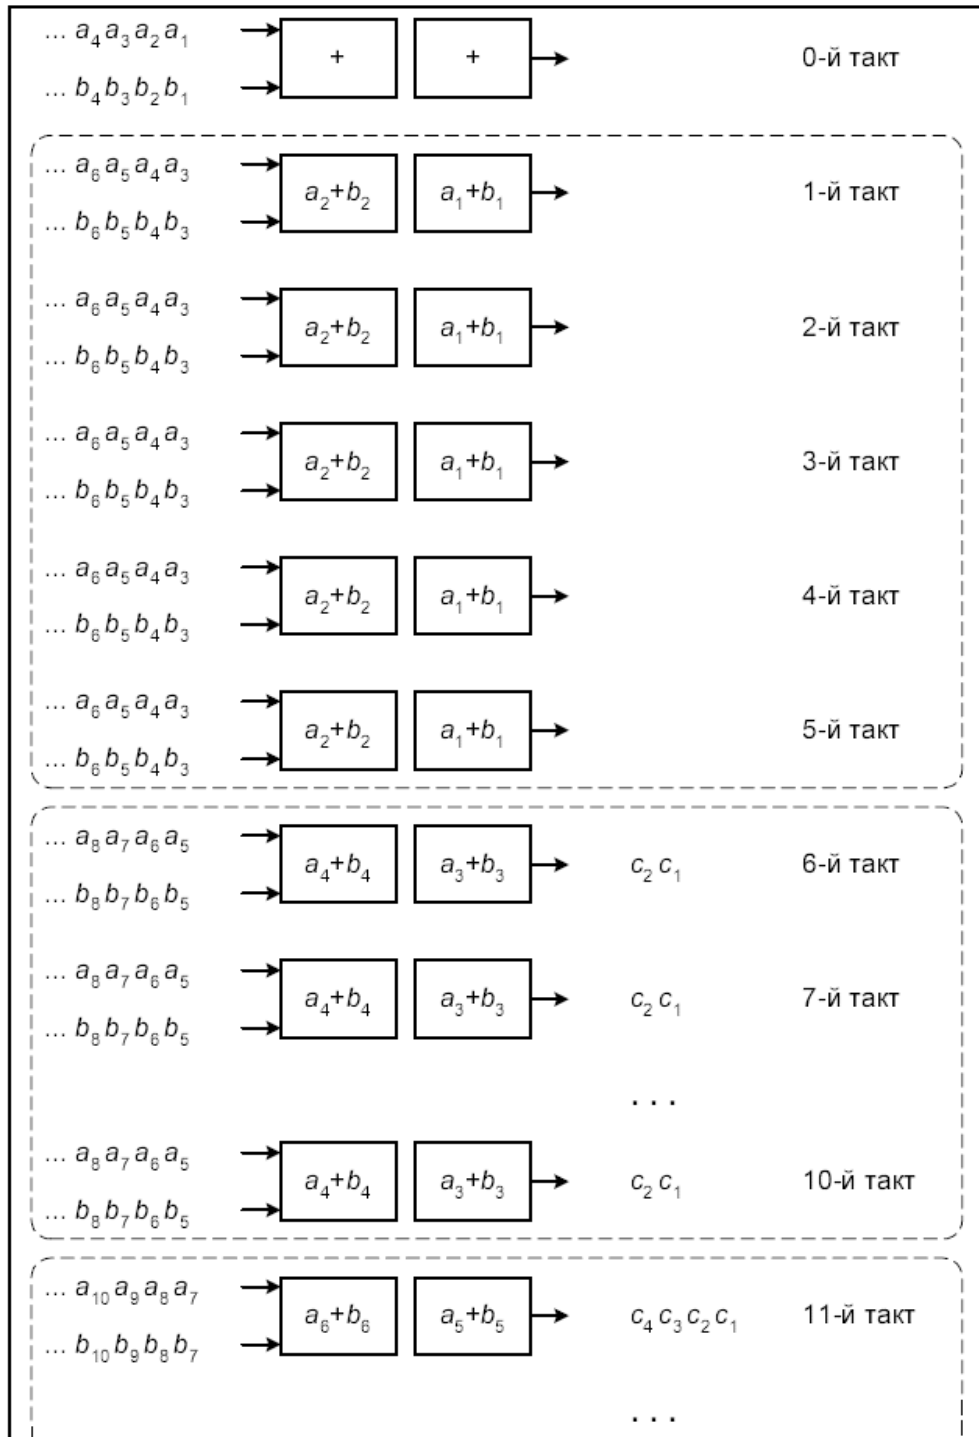 ... a₄ a₃ a₂ a₁
+ + 0-й такт
... b₄ b₃ b₂ b₁
... a₆ a₅ a₄ a₃
a₂+b₂ a₁+b₁ 1-й такт
... b₆ b₅ b₄ b₃
... a₆ a₅ a₄ a₃
a₂+b₂ a₁+b₁ 2-й такт
... b₆ b₅ b₄ b₃
... a₆ a₅ a₄ a₃
a₂+b₂ a₁+b₁ 3-й такт
... b₆ b₅ b₄ b₃
... a₆ a₅ a₄ a₃
a₂+b₂ a₁+b₁ 4-й такт
... b₆ b₅ b₄ b₃
... a₆ a₅ a₄ a₃
a₂+b₂ a₁+b₁ 5-й такт
... b₆ b₅ b₄ b₃
... a₈ a₇ a₆ a₅
a₄+b₄ a₃+b₃ c₂ c₁ 6-й такт
... b₈ b₇ b₆ b₅
... a₈ a₇ a₆ a₅
a₄+b₄ a₃+b₃ c₂ c₁ 7-й такт
... b₈ b₇ b₆ b₅
. . .
... a₈ a₇ a₆ a₅
a₄+b₄ a₃+b₃ c₂ c₁ 10-й такт
... b₈ b₇ b₆ b₅
... a₁₀ a₉ a₈ a₇
a₆+b₆ a₅+b₅ c₄ c₃ c₂ c₁ 11-й такт
... b₁₀ b₉ b₈ b₇
. . .